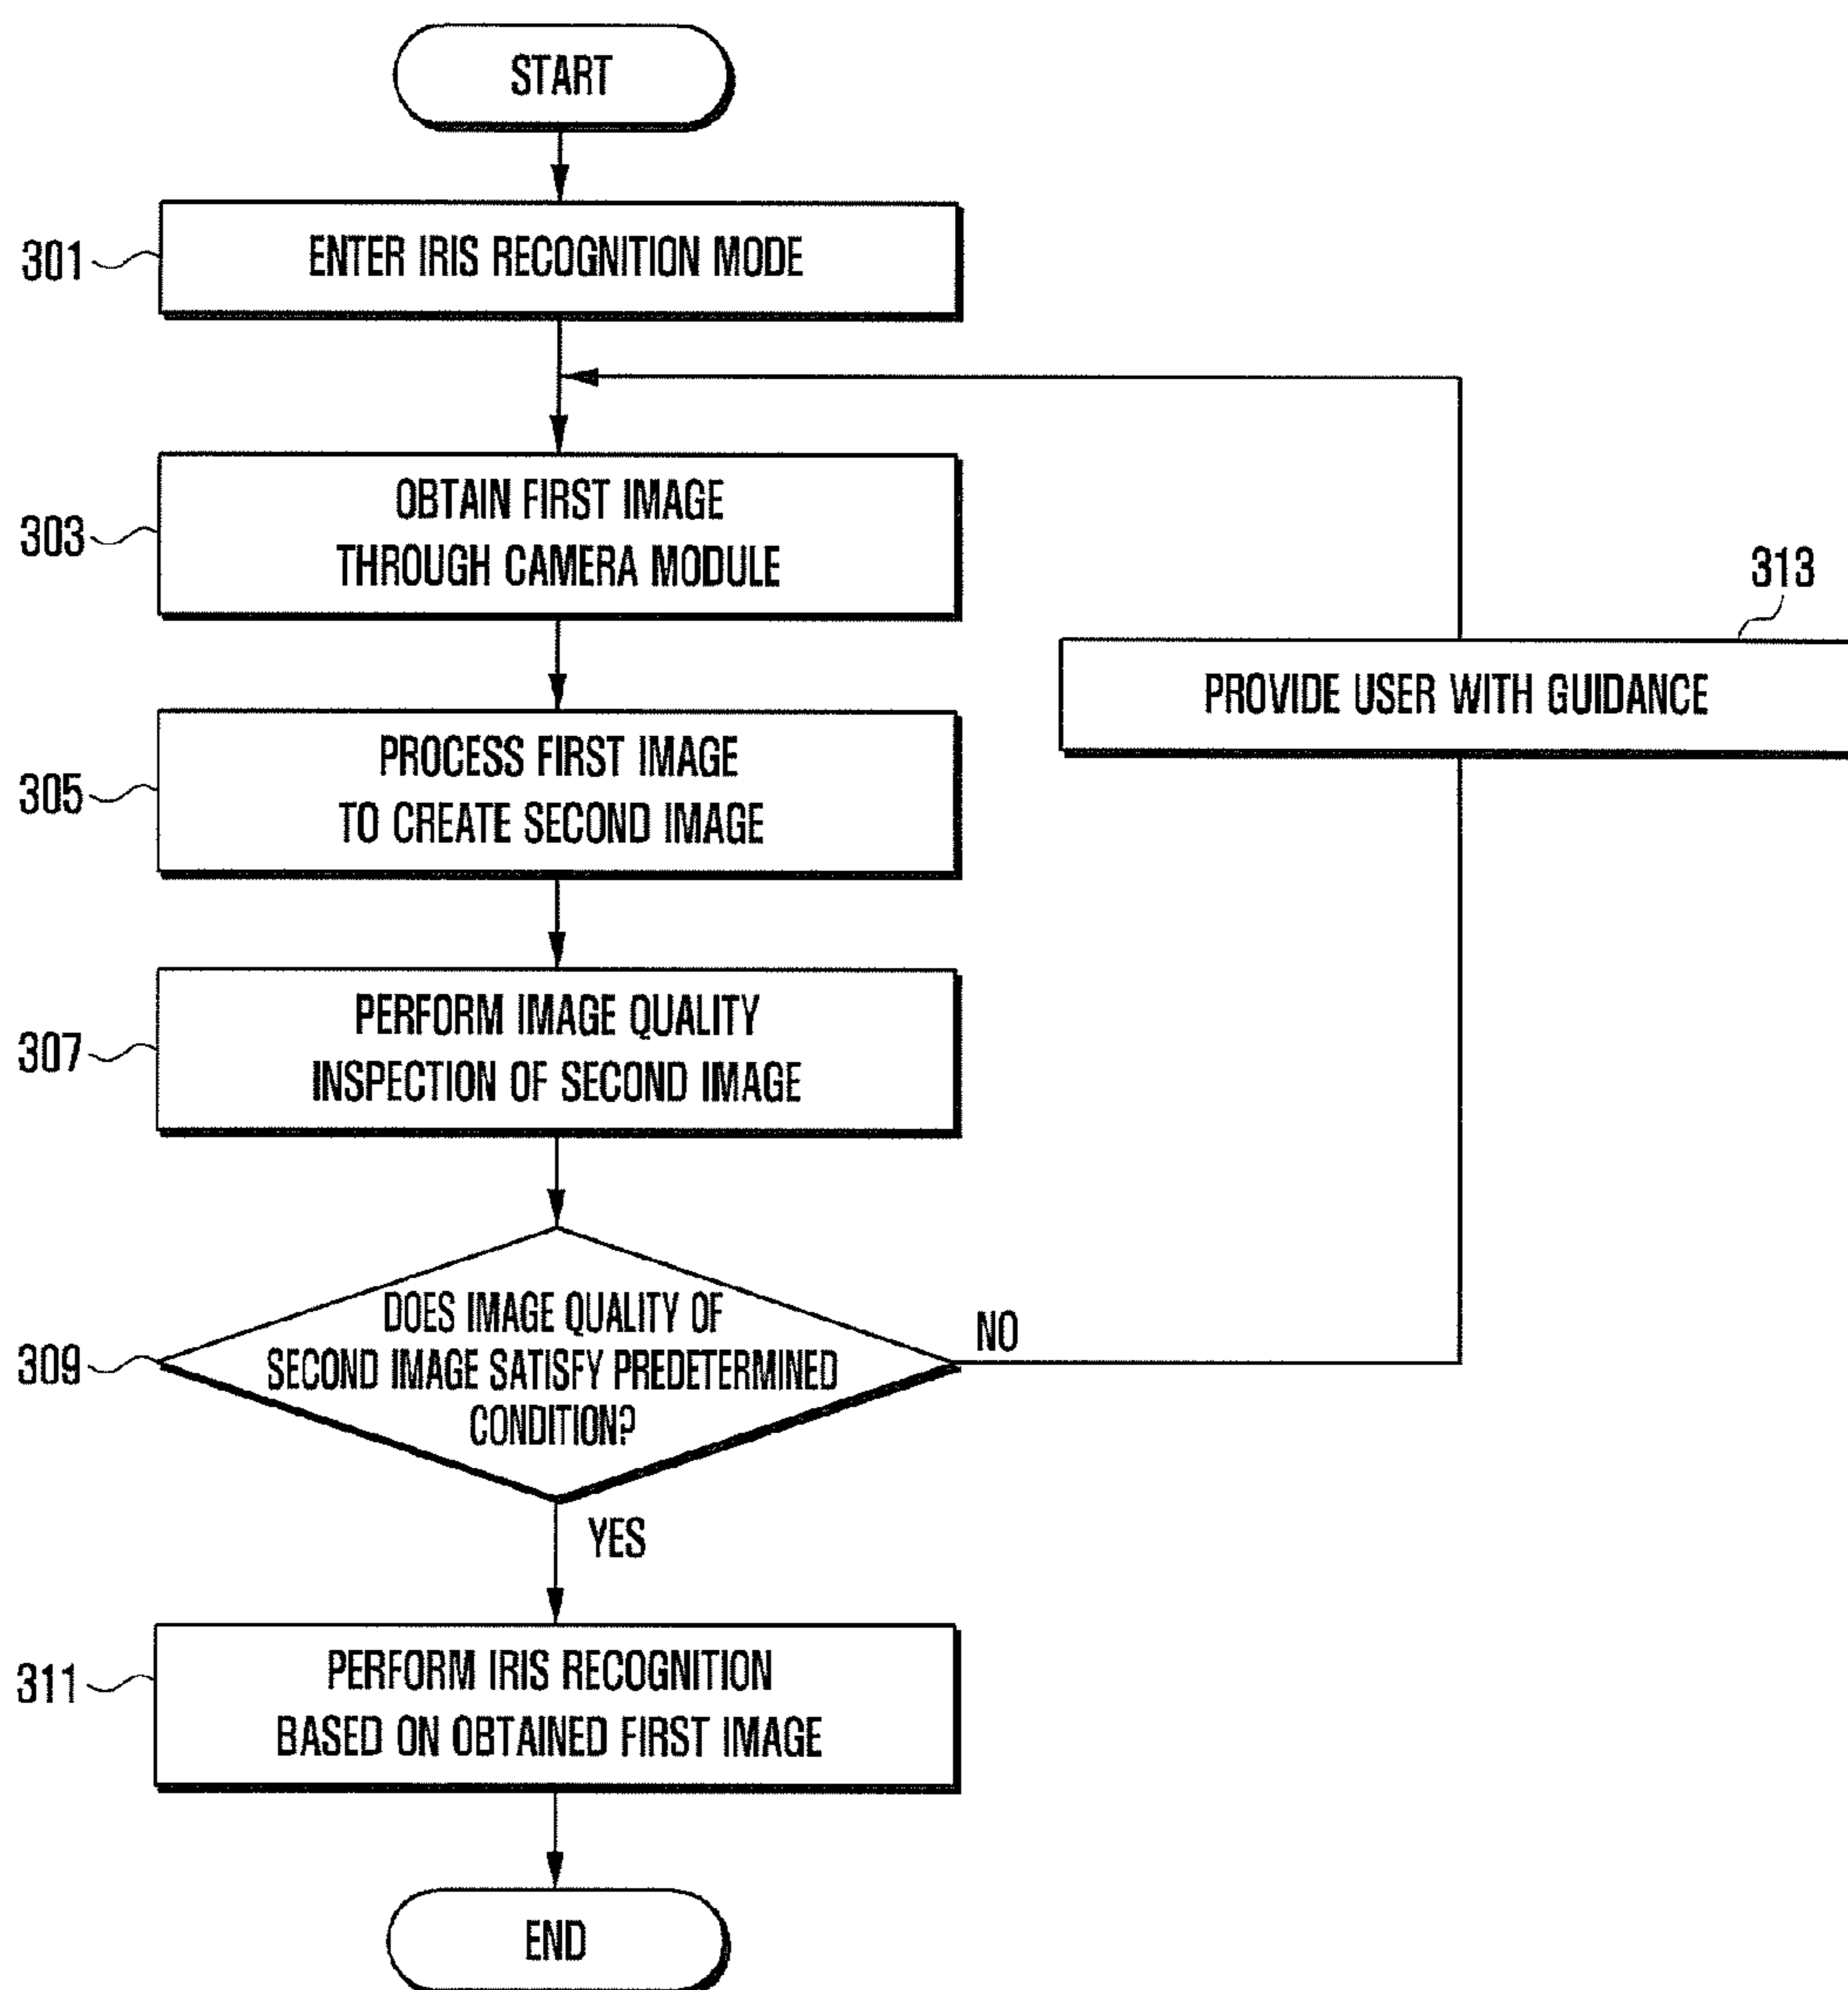 START
301
ENTER IRIS RECOGNITION MODE
303
OBTAIN FIRST IMAGE
THROUGH CAMERA MODULE
313
PROVIDE USER WITH GUIDANCE
305
PROCESS FIRST IMAGE
TO CREATE SECOND IMAGE
307
PERFORM IMAGE QUALITY
INSPECTION OF SECOND IMAGE
309
DOES IMAGE QUALITY OF
SECOND IMAGE SATISFY PREDETERMINED
CONDITION?
NO
YES
311
PERFORM IRIS RECOGNITION
BASED ON OBTAINED FIRST IMAGE
END